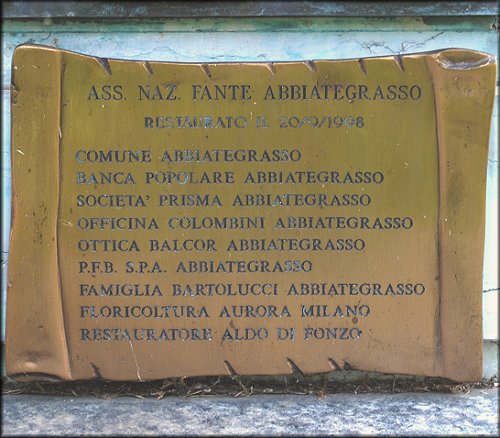 ASS. NAZ. FANTE ABBIATEGRASSO
RESTAURATO IL 20/9/1998
COMUNE ABBIATEGRASSO
BANCA POPOLARE ABBIATEGRASSO
SOCIETA' PRISMA ABBIATEGRASSO
OFFICINA COLOMBINI ABBIATEGRASSO
OTTICA BALCOR ABBIATEGRASSO
P.F.B. S.P.A. ABBIATEGRASSO
FAMIGLIA BARTOLUCCI ABBIATEGRASSO
FLORICOLTURA AURORA MILANO
RESTAURATORE ALDO DI FONZO